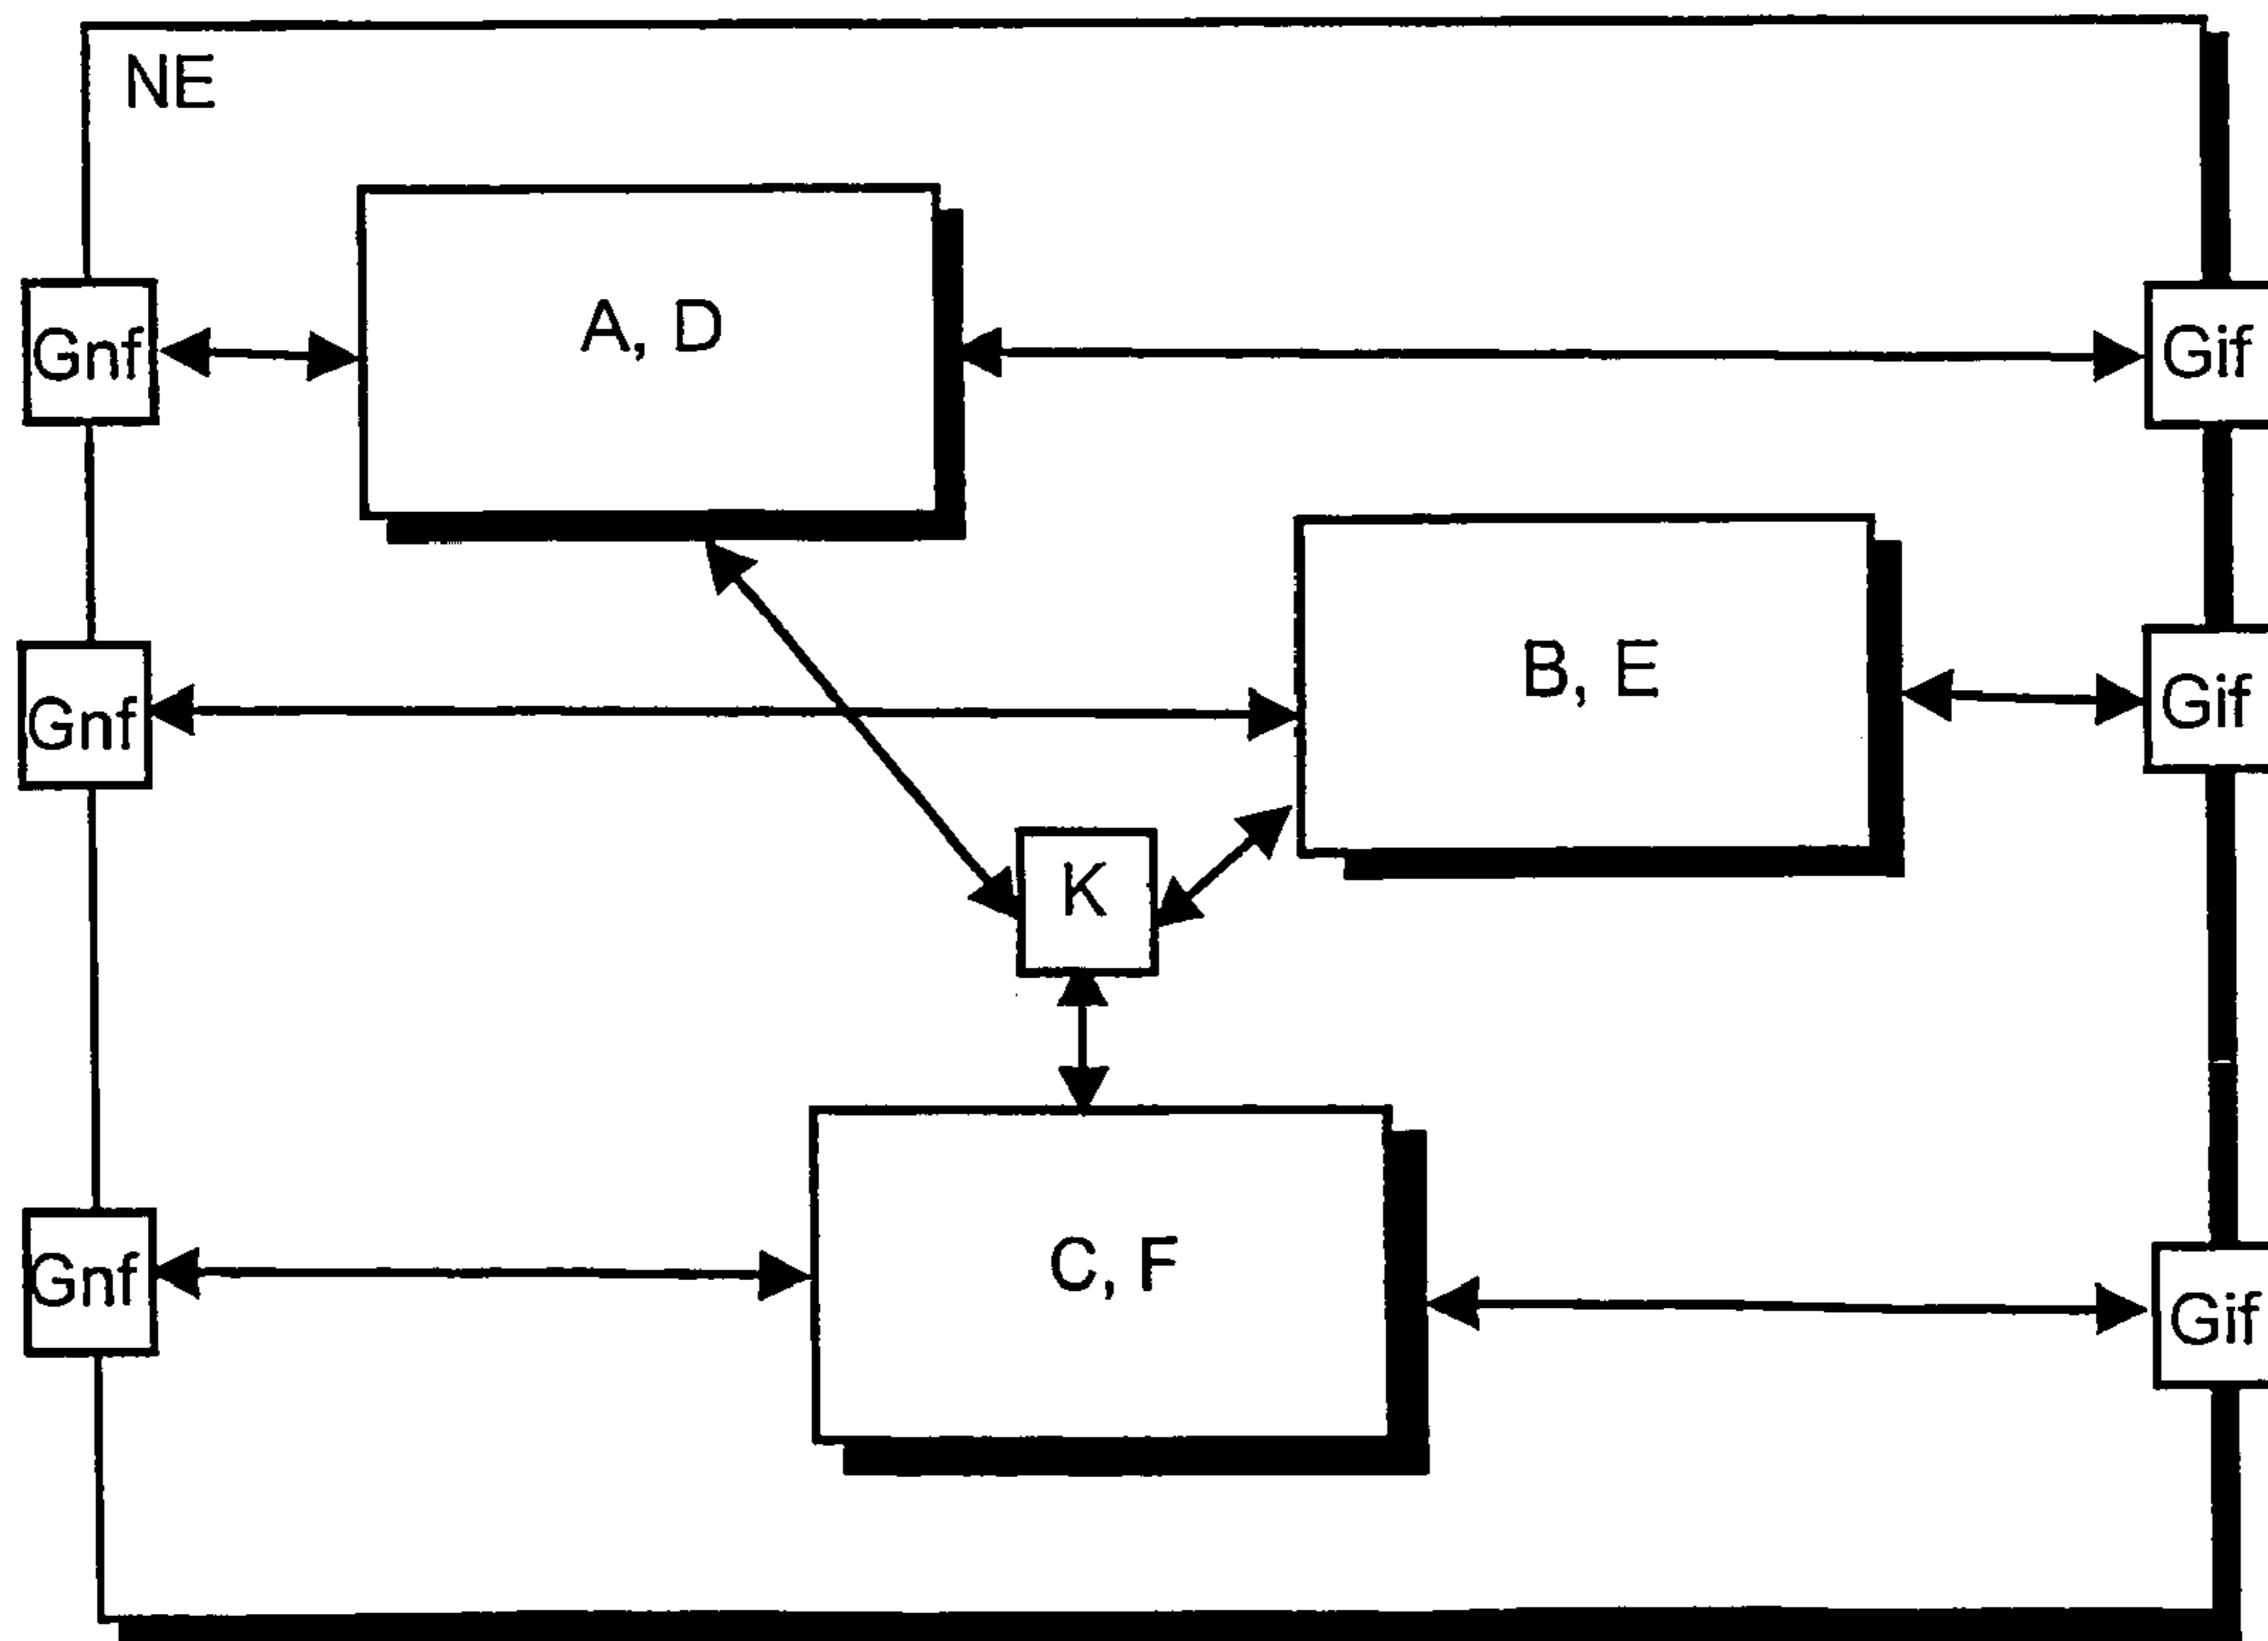 NE
Gnf
A, D
Gif
Gnf
B, E
Gif
K
Gnf
C, F
Gif